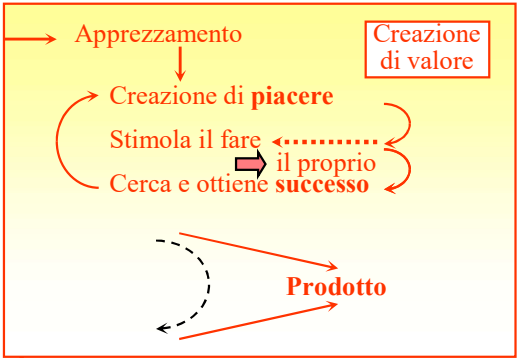 Apprezzamento
Creazione
di valore
Creazione di piacere
Stimola il fare
il proprio
Cerca e ottiene successo
Prodotto